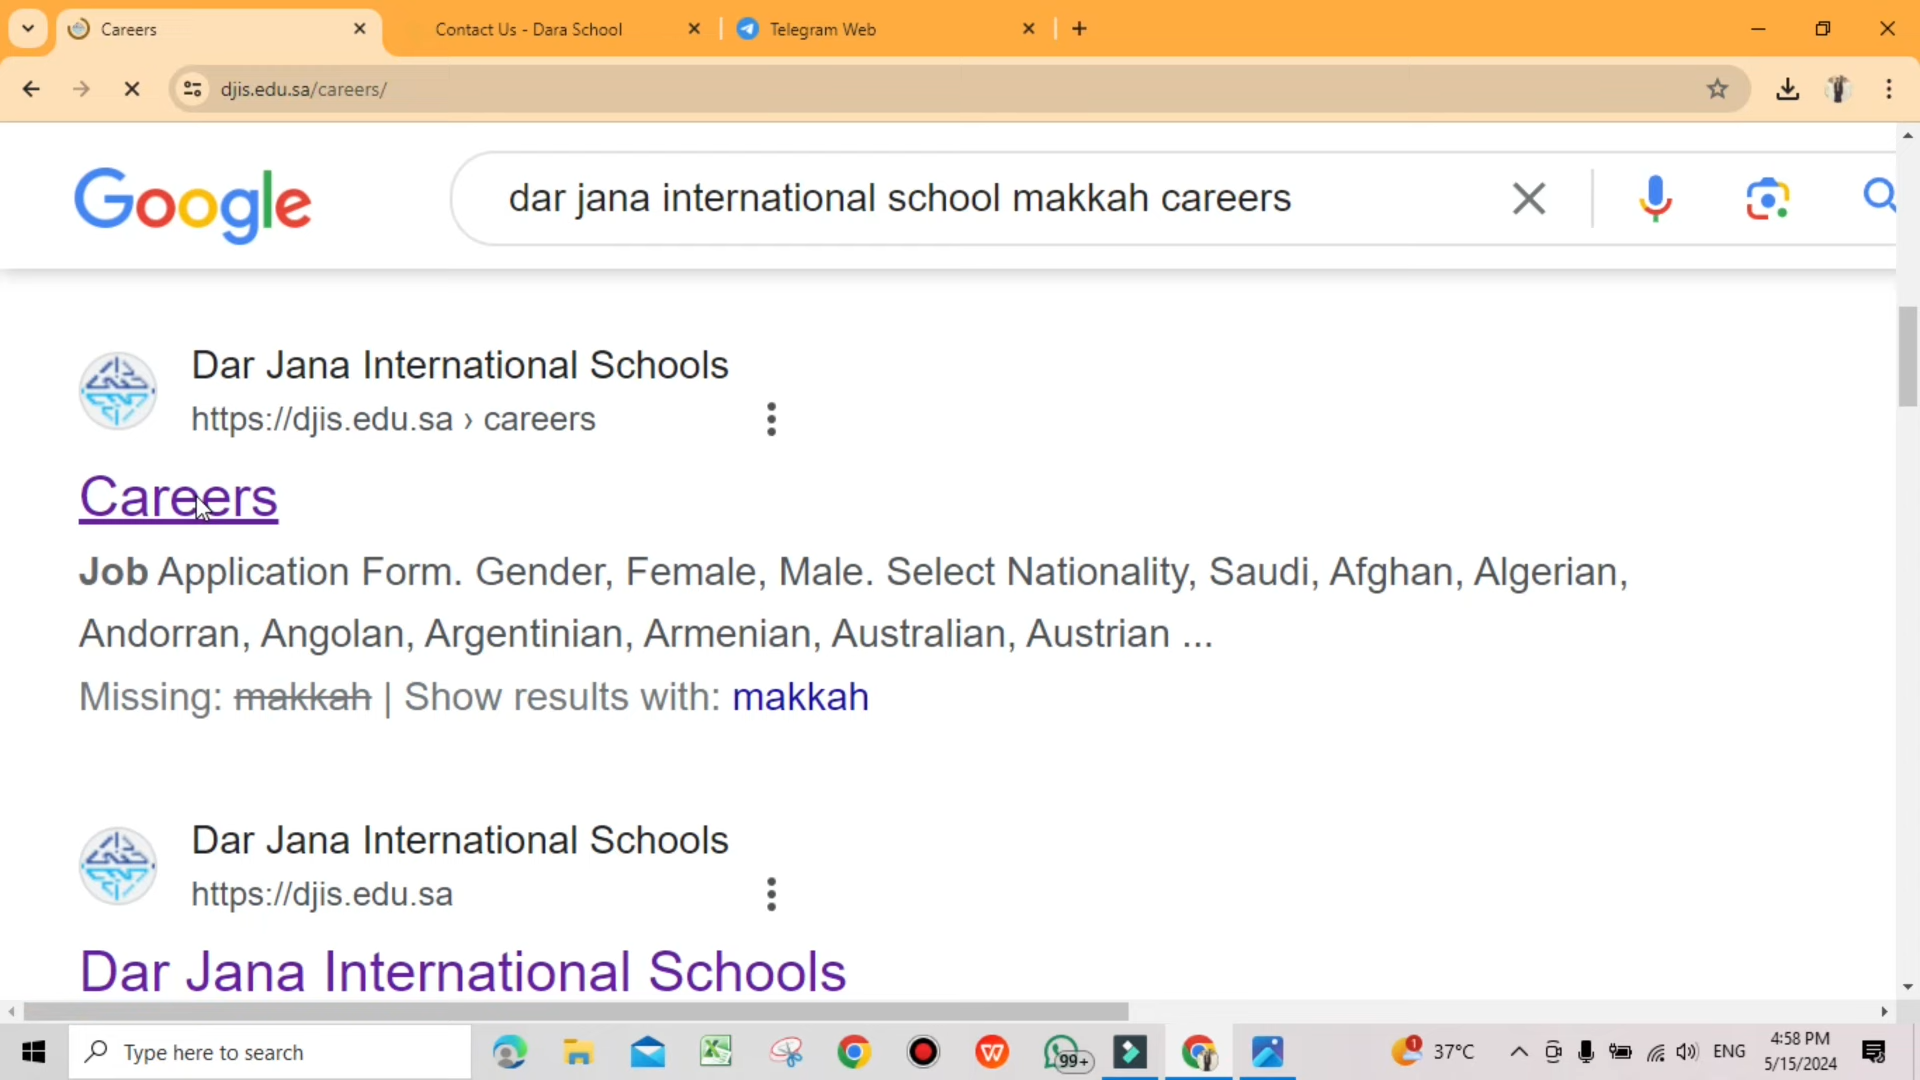 Careers
Contact Us - Dara School
Telegram Web
djis.edu.sa/careers/
Google
dar jana international school makkah careers
Dar Jana International Schools
https://djis.edu.sa › careers
Careers
Job Application Form. Gender, Female, Male. Select Nationality, Saudi, Afghan, Algerian,
Andorran, Angolan, Argentinian, Armenian, Australian, Austrian ...
Missing: makkah | Show results with: makkah
Dar Jana International Schools
https://djis.edu.sa
Dar Jana International Schools
Type here to search
99+
1
37°C
ENG
4:58 PM
5/15/2024